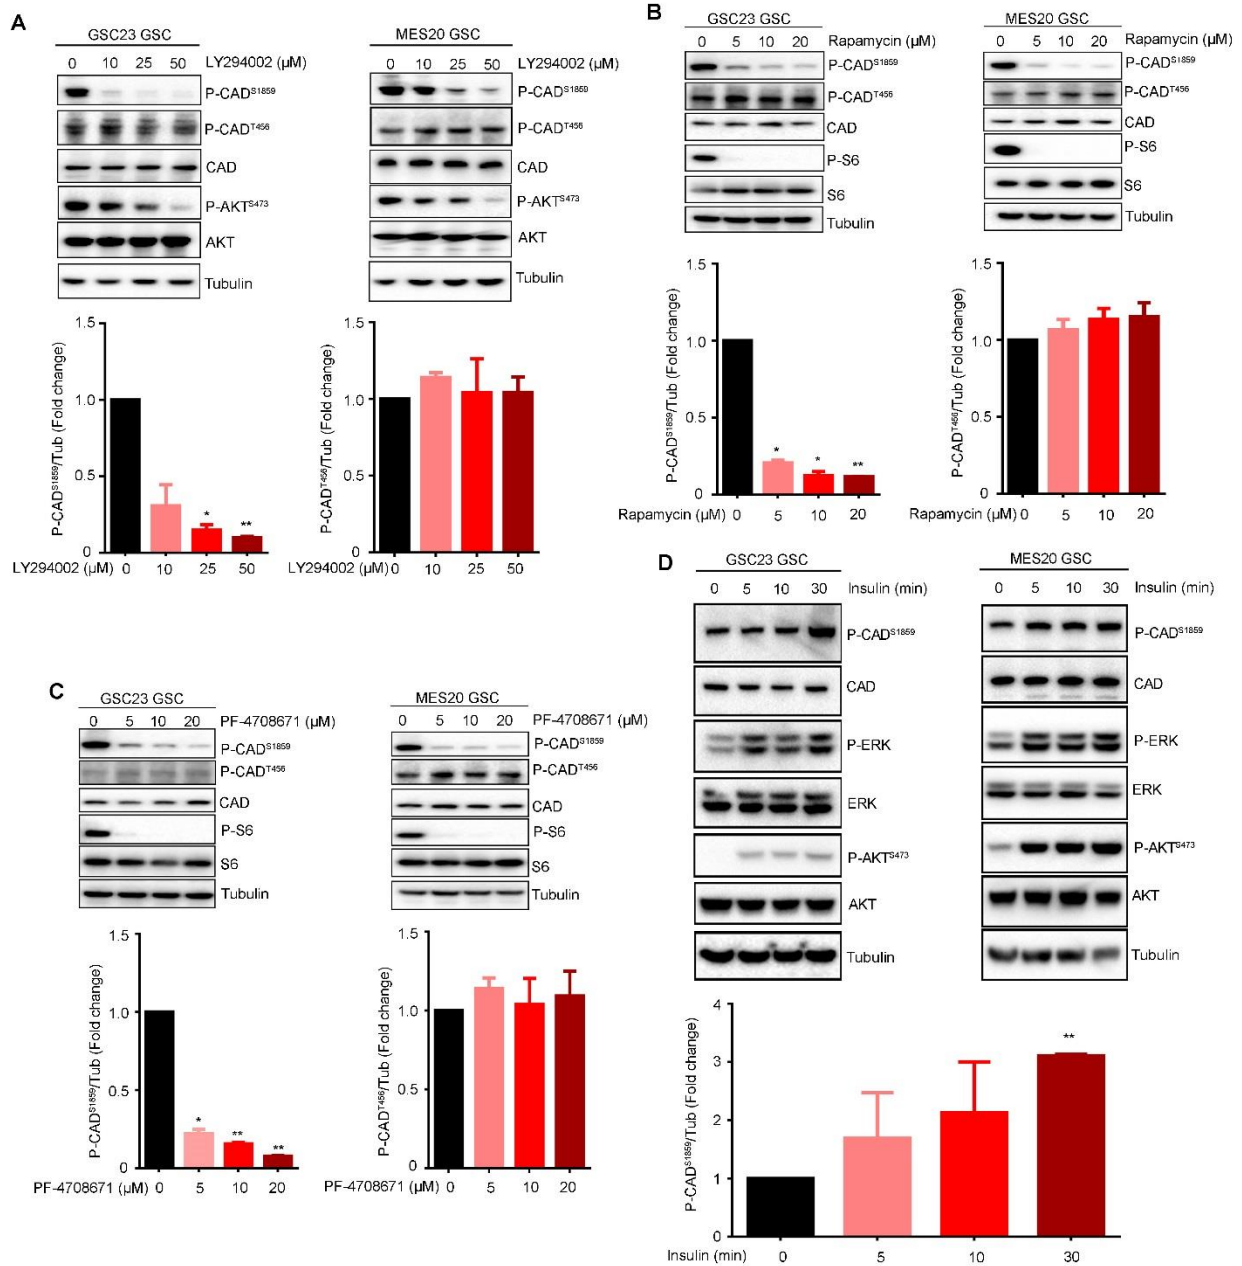 A
GSC23 GSC
0 10 25 50 LY294002 (µM)
P-CAD^S1859
P-CAD^T456
CAD
P-AKT^S473
AKT
Tubulin
MES20 GSC
0 10 25 50 LY294002 (µM)
P-CAD^S1859
P-CAD^T456
CAD
P-AKT^S473
AKT
Tubulin
P-CAD^S1859/Tub (Fold change)
1.5
1.0
0.5
0
* **
LY294002 (µM) 0 10 25 50
P-CAD^T456/Tub (Fold change)
1.5
1.0
0.5
0
LY294002 (µM) 0 10 25 50
B
GSC23 GSC
0 5 10 20 Rapamycin (µM)
P-CAD^S1859
P-CAD^T456
CAD
P-S6
S6
Tubulin
MES20 GSC
0 5 10 20 Rapamycin (µM)
P-CAD^S1859
P-CAD^T456
CAD
P-S6
S6
Tubulin
P-CAD^S1859/Tub (Fold change)
1.5
1.0
0.5
0
* * **
Rapamycin (µM) 0 5 10 20
P-CAD^T456/Tub (Fold change)
1.5
1.0
0.5
0
Rapamycin (µM) 0 5 10 20
C
GSC23 GSC
0 5 10 20 PF-4708671 (µM)
P-CAD^S1859
P-CAD^T456
CAD
P-S6
S6
Tubulin
MES20 GSC
0 5 10 20 PF-4708671 (µM)
P-CAD^S1859
P-CAD^T456
CAD
P-S6
S6
Tubulin
P-CAD^S1859/Tub (Fold change)
1.5
1.0
0.5
0
* ** **
PF-4708671 (µM) 0 5 10 20
P-CAD^T456/Tub (Fold change)
1.5
1.0
0.5
0
PF-4708671 (µM) 0 5 10 20
D
GSC23 GSC
0 5 10 30 Insulin (min)
P-CAD^S1859
CAD
P-ERK
ERK
P-AKT^S473
AKT
Tubulin
MES20 GSC
0 5 10 30 Insulin (min)
P-CAD^S1859
CAD
P-ERK
ERK
P-AKT^S473
AKT
Tubulin
P-CAD^S1859/Tub (Fold change)
4
3
2
1
0
**
Insulin (min) 0 5 10 30